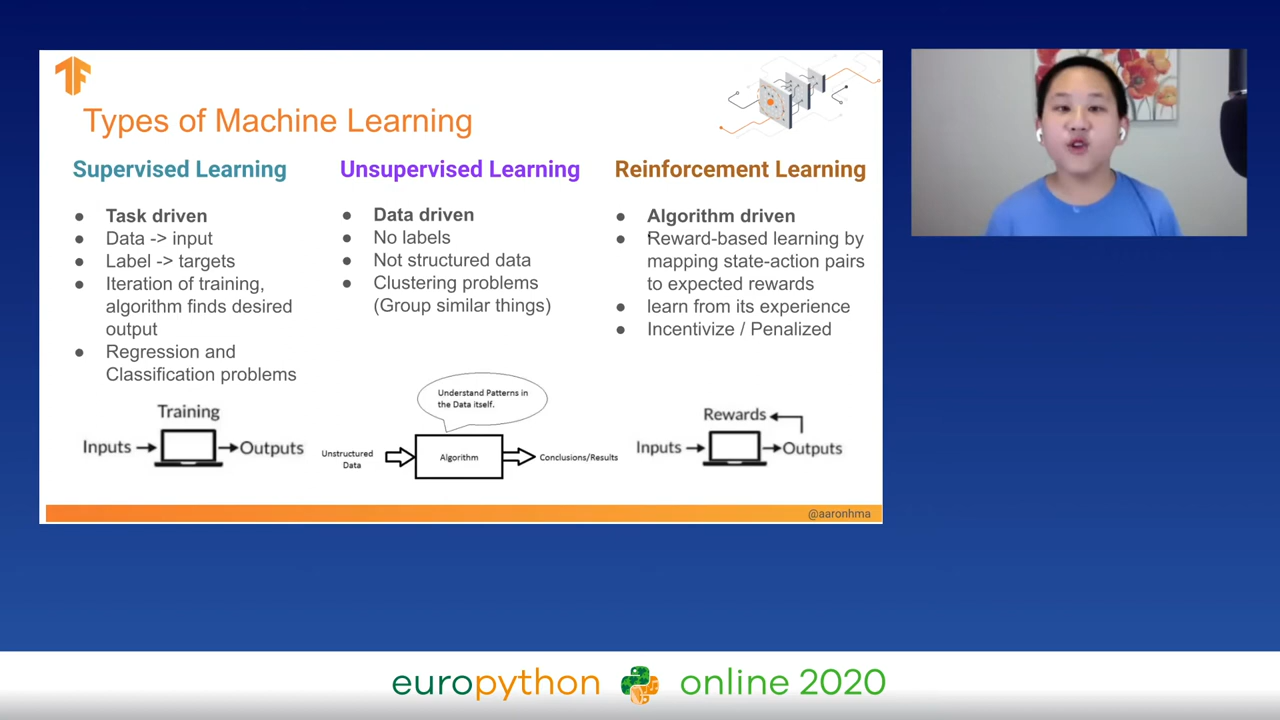 Types of Machine Learning
Supervised Learning
● Task driven
● Data -> input
● Label -> targets
● Iteration of training,
algorithm finds desired
output
● Regression and
Classification problems
Training
Inputs
Outputs
Unsupervised Learning
● Data driven
● No labels
● Not structured data
● Clustering problems
(Group similar things)
Understand Patterns in
the Data itself.
Unstructured
Data
Algorithm
Conclusions/Results
Reinforcement Learning
● Algorithm driven
● Reward-based learning by
mapping state-action pairs
to expected rewards
● learn from its experience
● Incentivize / Penalized
Rewards
Inputs
Outputs
@aaronhma
europython online 2020